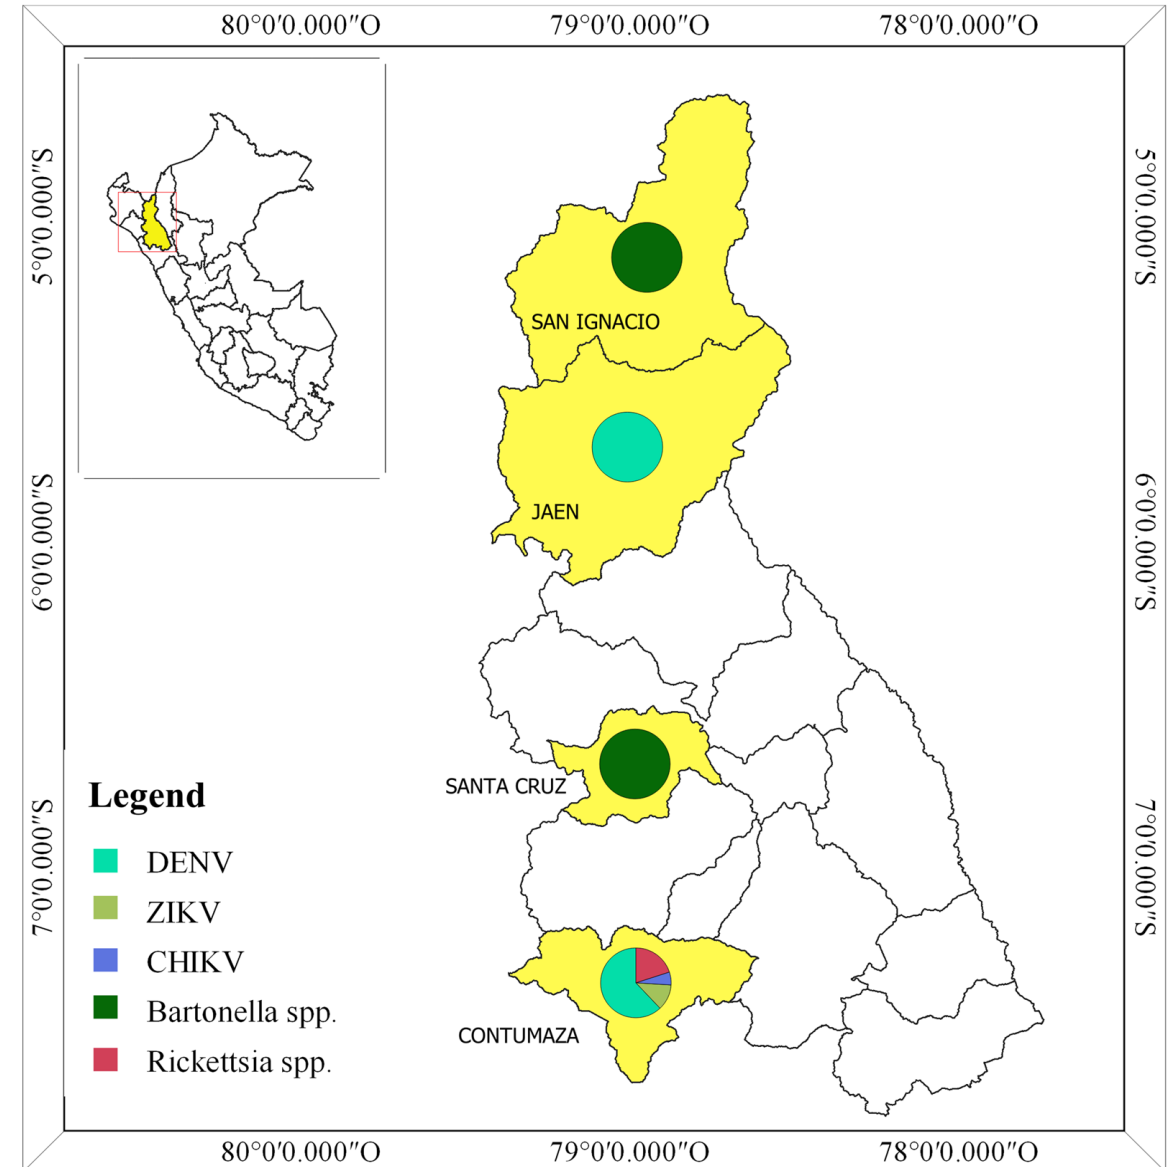 80°0'0.000"O 79°0'0.000"O 78°0'0.000"O
5°0'0.000"S
5°0'0.000"S
SAN IGNACIO
JAEN
6°0'0.000"S
6°0'0.000"S
SANTA CRUZ
7°0'0.000"S
7°0'0.000"S
Legend
DENV
ZIKV
CHIKV
Bartonella spp.
Rickettsia spp.
CONTUMAZA
80°0'0.000"O 79°0'0.000"O 78°0'0.000"O